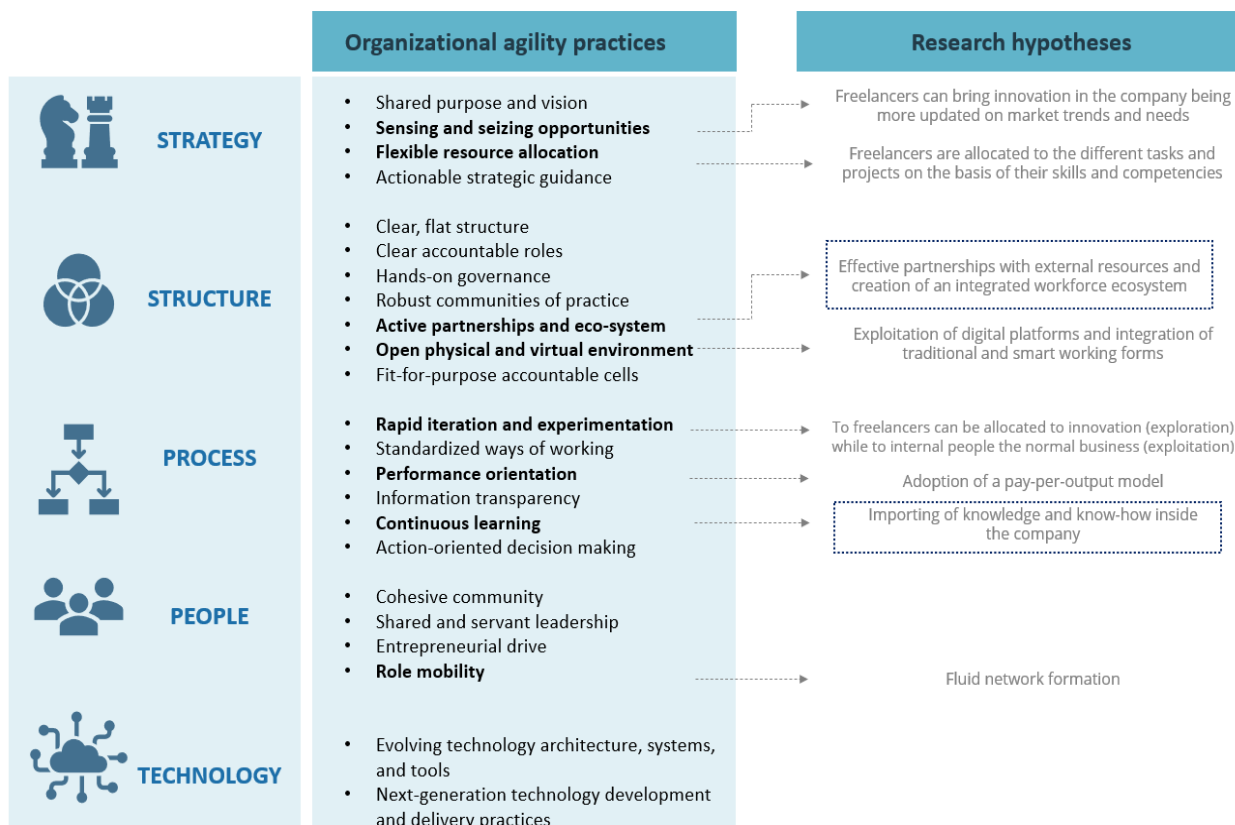 Organizational agility practices
Research hypotheses
STRATEGY
• Shared purpose and vision
• Sensing and seizing opportunities
• Flexible resource allocation
• Actionable strategic guidance
Freelancers can bring innovation in the company being
more updated on market trends and needs
Freelancers are allocated to the different tasks and
projects on the basis of their skills and competencies
STRUCTURE
• Clear, flat structure
• Clear accountable roles
• Hands-on governance
• Robust communities of practice
• Active partnerships and eco-system
• Open physical and virtual environment
• Fit-for-purpose accountable cells
Effective partnerships with external resources and
creation of an integrated workforce ecosystem
Exploitation of digital platforms and integration of
traditional and smart working forms
PROCESS
• Rapid iteration and experimentation
• Standardized ways of working
• Performance orientation
• Information transparency
• Continuous learning
• Action-oriented decision making
To freelancers can be allocated to innovation (exploration)
while to internal people the normal business (exploitation)
Adoption of a pay-per-output model
Importing of knowledge and know-how inside
the company
PEOPLE
• Cohesive community
• Shared and servant leadership
• Entrepreneurial drive
• Role mobility
Fluid network formation
TECHNOLOGY
• Evolving technology architecture, systems,
and tools
• Next-generation technology development
and delivery practices